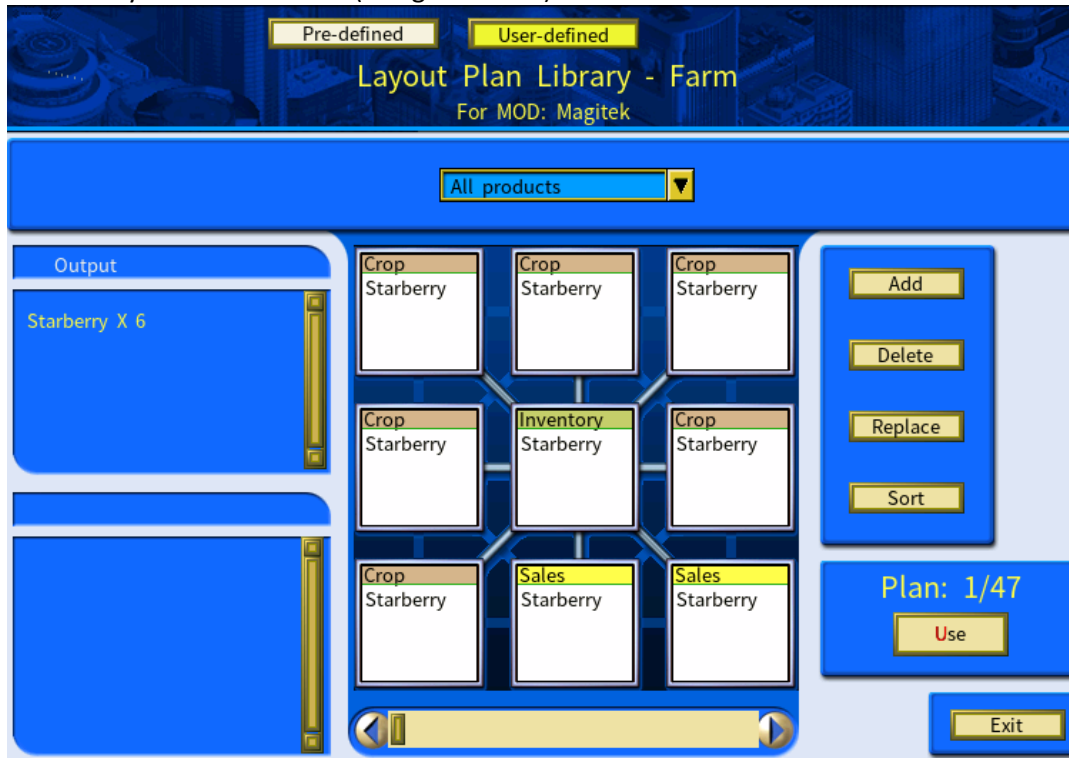 Pre-defined
User-defined
Layout Plan Library - Farm
For MOD: Magitek
All products
Output
Starberry X 6
Crop
Starberry
Crop
Starberry
Crop
Starberry
Crop
Starberry
Inventory
Starberry
Crop
Starberry
Crop
Starberry
Sales
Starberry
Sales
Starberry
Add
Delete
Replace
Sort
Plan: 1/47
Use
Exit